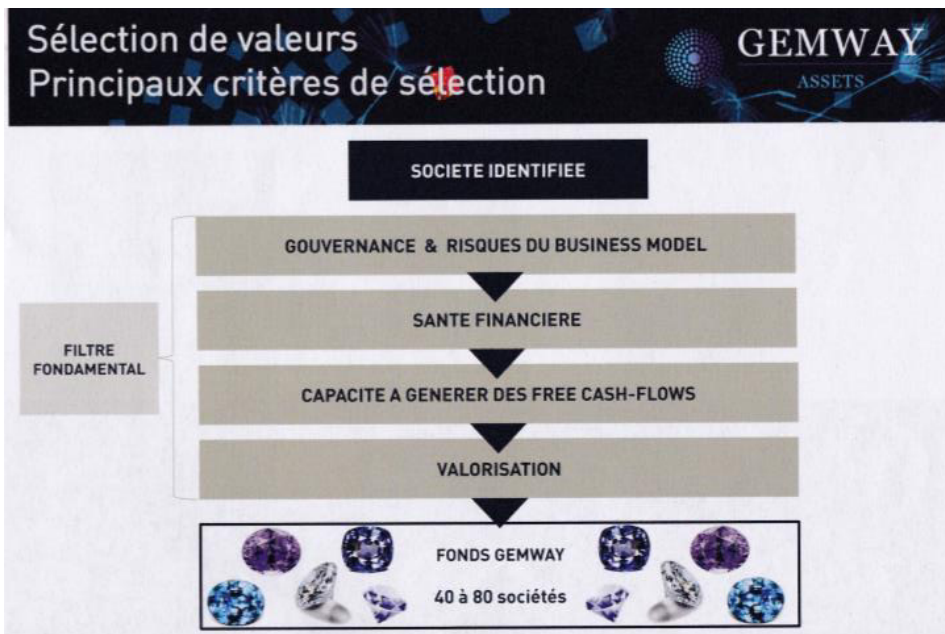 Sélection de valeurs
Principaux critères de sélection
GEMWAY
ASSETS
SOCIETE IDENTIFIEE
GOUVERNANCE & RISQUES DU BUSINESS MODEL
SANTE FINANCIERE
FILTRE
FONDAMENTAL
CAPACITE A GENERER DES FREE CASH-FLOWS
VALORISATION
FONDS GEMWAY
40 à 80 sociétés